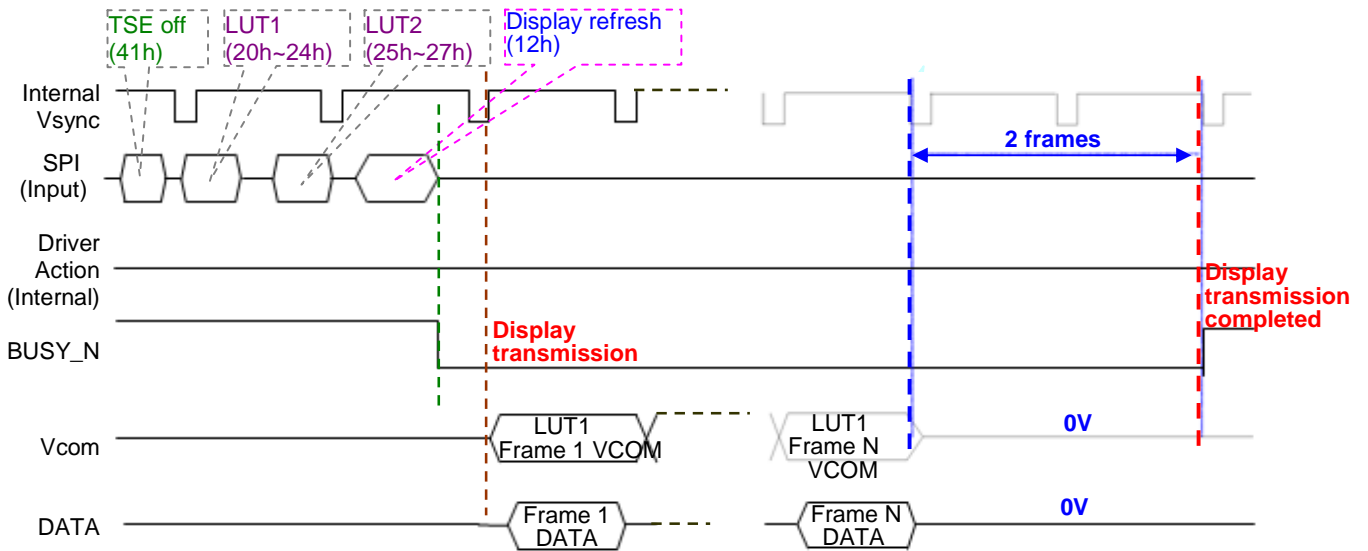 TSE off
(41h)
LUT1
(20h~24h)
LUT2
(25h~27h)
Display refresh
(12h)
Internal
Vsync
SPI
(Input)
2 frames
Driver
Action
(Internal)
Display
transmission
completed
BUSY_N
Display
transmission
Vcom
LUT1
Frame 1 VCOM
LUT1
Frame N
VCOM
0V
DATA
Frame 1
DATA
Frame N
DATA
0V